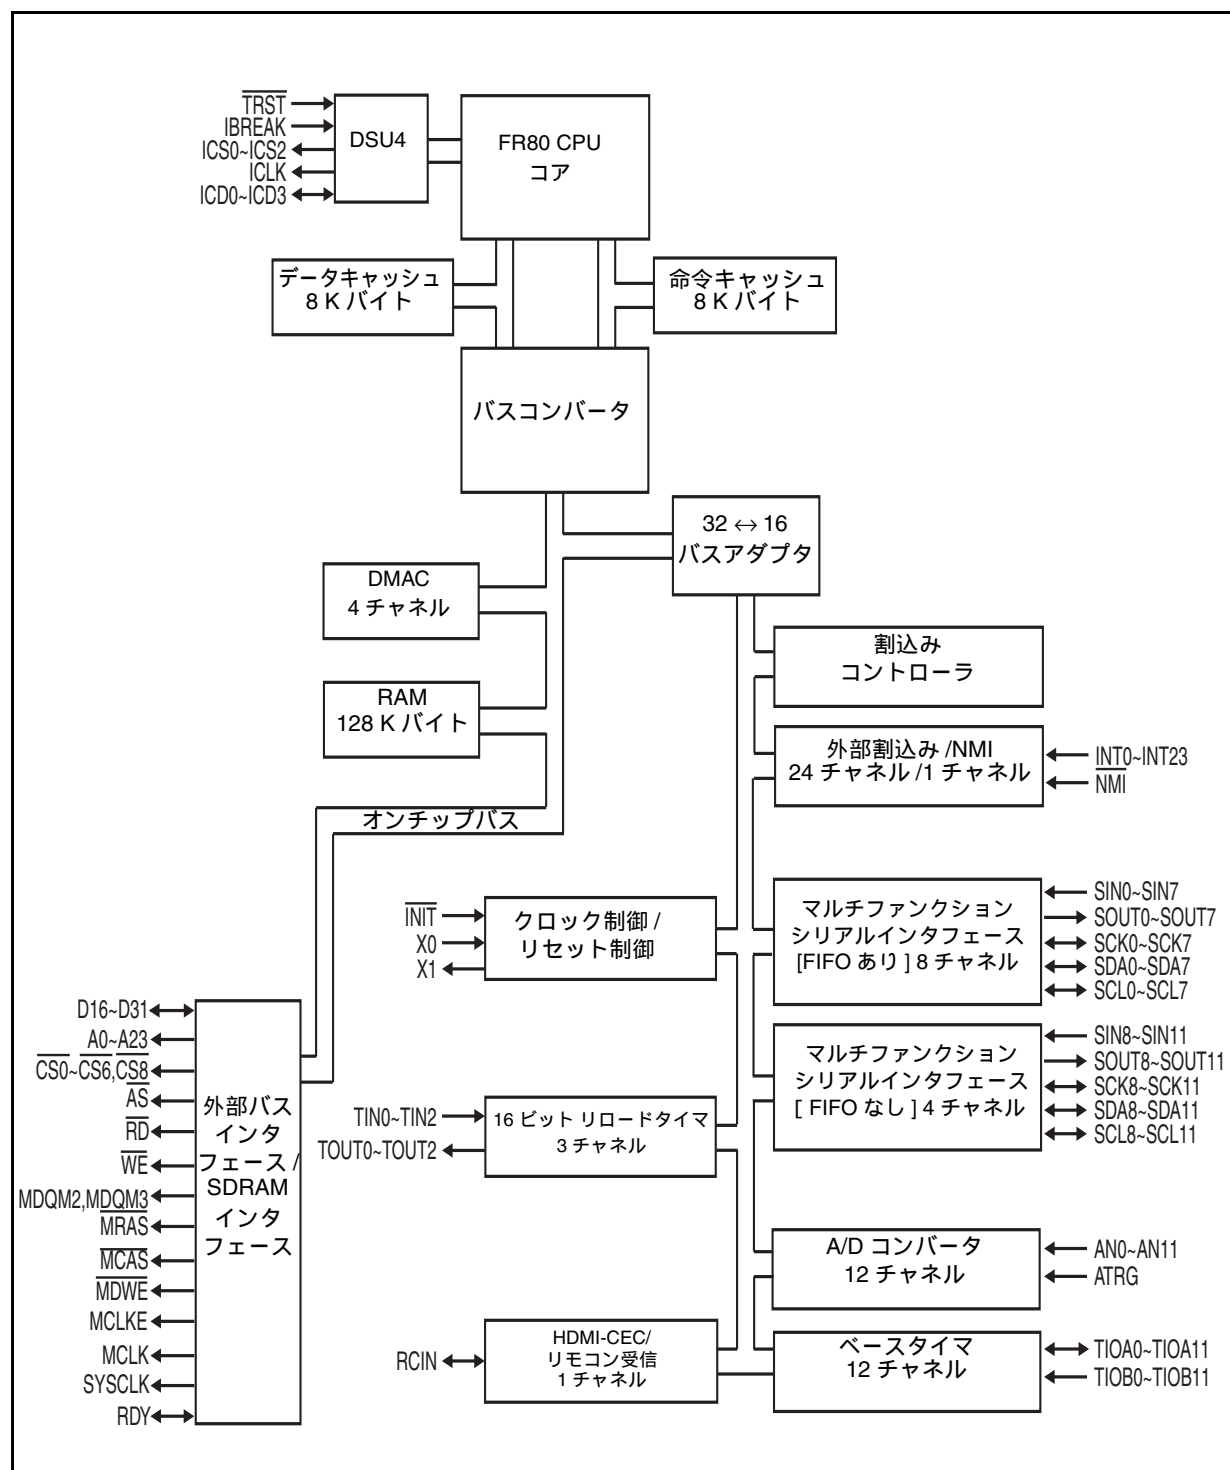 TRST
IBREAK
ICS0~ICS2
ICLK
ICD0~ICD3
DSU4
FR80 CPU
コア
データキャッシュ
8 K バイト
命令キャッシュ
8 K バイト
バスコンバータ
32 ↔ 16
バスアダプタ
DMAC
4 チャネル
RAM
128 K バイト
オンチップバス
割込み
コントローラ
外部割込み /NMI
24 チャネル /1 チャネル
INT0~INT23
NMI
INIT
X0
X1
クロック制御 /
リセット制御
マルチファンクション
シリアルインタフェース
[FIFO あり ] 8 チャネル
SIN0~SIN7
SOUT0~SOUT7
SCK0~SCK7
SDA0~SDA7
SCL0~SCL7
マルチファンクション
シリアルインタフェース
[ FIFO なし ] 4 チャネル
SIN8~SIN11
SOUT8~SOUT11
SCK8~SCK11
SDA8~SDA11
SCL8~SCL11
D16~D31
A0~A23
CS0~CS6,CS8
AS
RD
WE
MDQM2,MDQM3
MRAS
MCAS
MDWE
MCLKE
MCLK
SYSCLK
RDY
外部バス
インタ
フェース /
SDRAM
インタ
フェース
TIN0~TIN2
TOUT0~TOUT2
16 ビット リロードタイマ
3 チャネル
A/D コンバータ
12 チャネル
AN0~AN11
ATRG
RCIN
HDMI-CEC/
リモコン受信
1 チャネル
ベースタイマ
12 チャネル
TIOA0~TIOA11
TIOB0~TIOB11